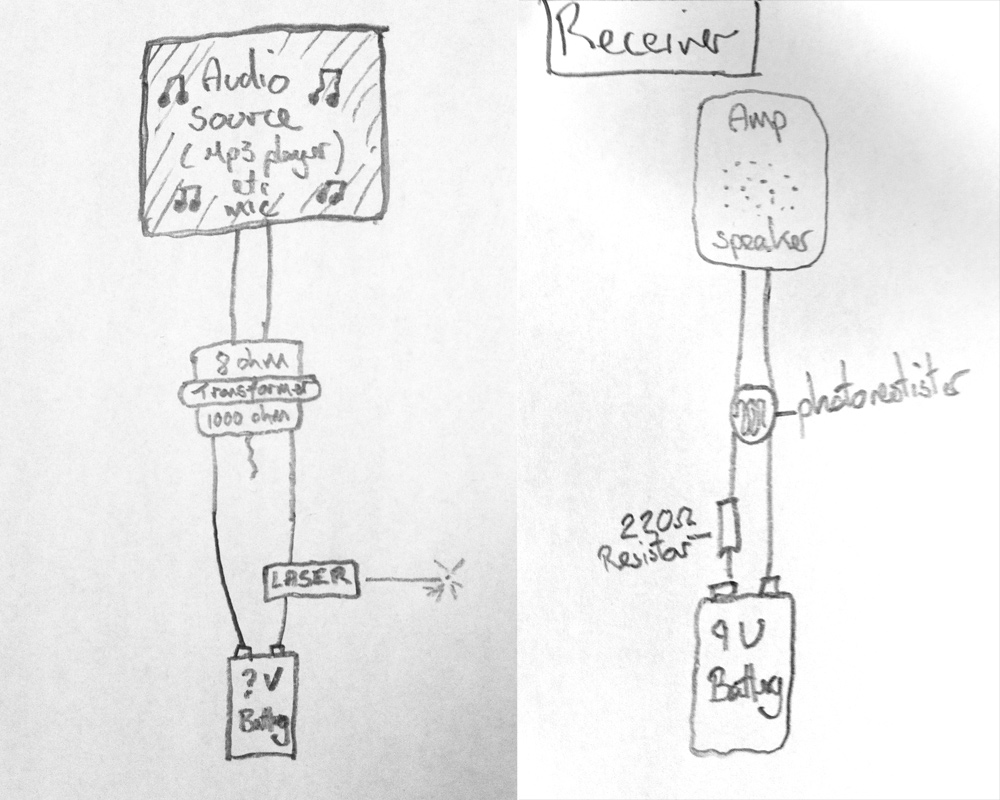 Audio
Source
(Mp3 player)
etc
mic
8 ohm
Transformer
1000 ohm
LASER
?V
Battery
Receiver
Amp
speaker
photoresistor
220Ω
Resistor
9V
Battery